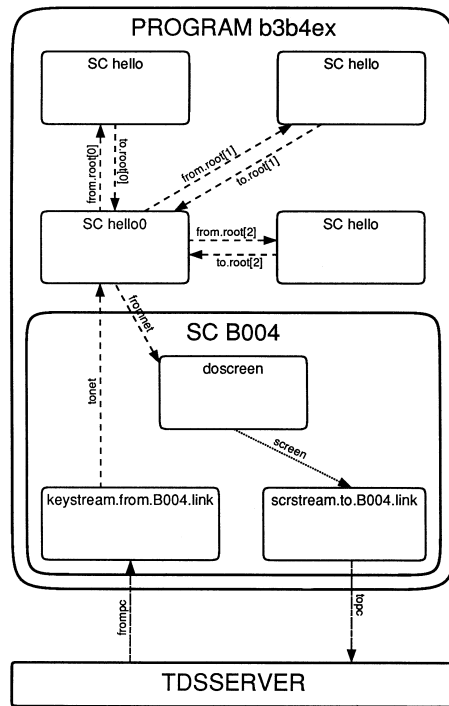 PROGRAM b3b4ex
SC hello
SC hello
from.root[0]
to.root[0]
from.root[1]
to.root[1]
SC hello0
SC hello
from.root[2]
to.root[2]
fromnet
SC B004
doscreen
tonet
screen
keystream.from.B004.link
scrstream.to.B004.link
frompc
topc
TDSSERVER